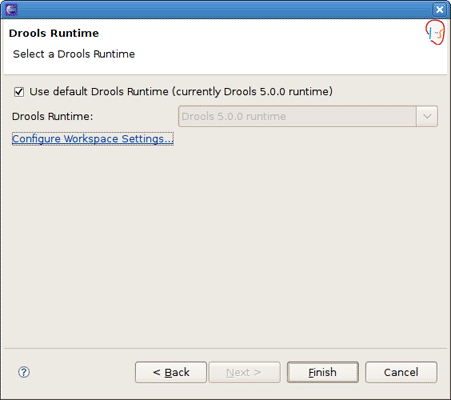 Drools Runtime
Select a Drools Runtime
Use default Drools Runtime (currently Drools 5.0.0 runtime)
Drools Runtime: Drools 5.0.0 runtime
Configure Workspace Settings...
? < Back Next > Finish Cancel